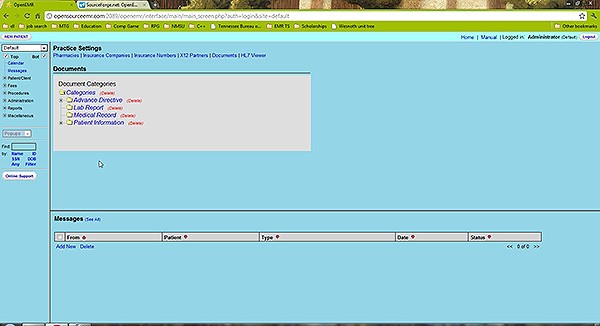 OpenEMR
SourceForge.net: OpenE
opensourceemr.com:2089/openemr/interface/main/main_screen.php?auth=login&site=default
dll job search MTG Education Comp Game RPG NMSU C++ Tennessee Bureau o... EMR TS Scholarships Wesnoth unit tree Other bookmarks
NEW PATIENT
Home | Manual | Logged in: Administrator (Default) Logout
Default
Top Bot
Calendar
Messages
Patient/Client
Fees
Procedures
Administration
Reports
Miscellaneous
Popups
Find:
by: Name ID
SSN DOB
Any Filter
Online Support
Practice Settings
Pharmacies | Insurance Companies | Insurance Numbers | X12 Partners | Documents | HL7 Viewer
Documents
Document Categories
Categories (Delete)
Advance Directive (Delete)
Lab Report (Delete)
Medical Record (Delete)
Patient Information (Delete)
Messages (See All)
From Patient Type Date Status
Add New Delete << 0 of 0 >>